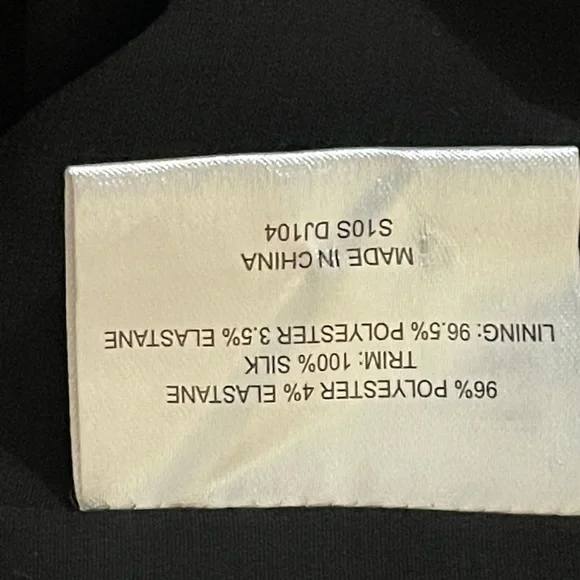 96% POLYESTER 4% ELASTANE
TRIM: 100% SILK
LINING: 96.5% POLYESTER 3.5% ELASTANE
MADE IN CHINA
S10S DJ104